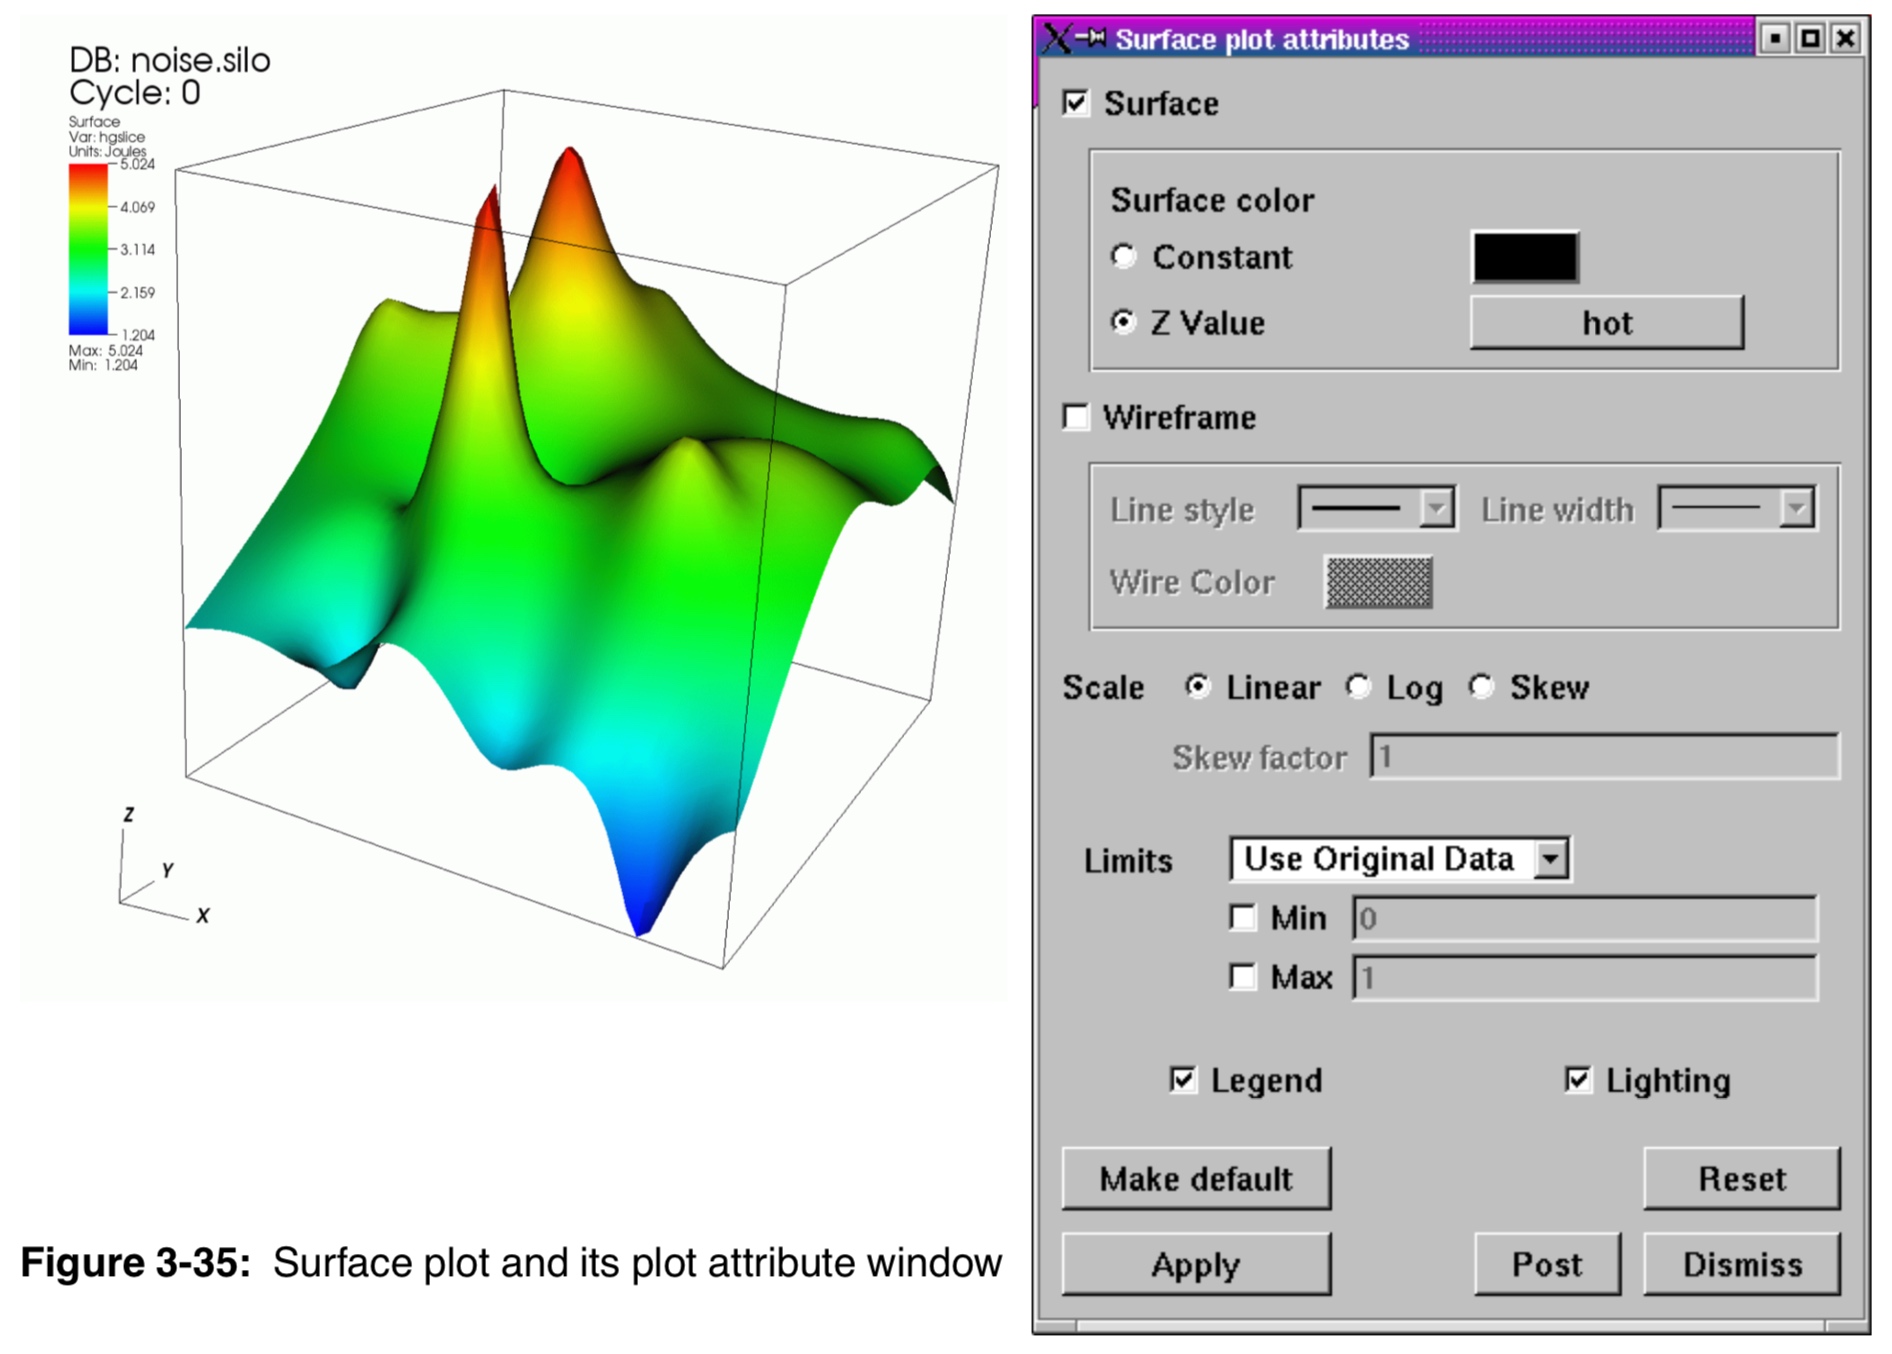 DB: noise.silo
Cycle: 0
Surface
Var: hgslice
Units: Joules
5.024
4.069
3.114
2.159
1.204
Max: 5.024
Min: 1.204
Z
Y
X
Figure 3-35: Surface plot and its plot attribute window
Surface plot attributes
Surface
Surface color
Constant
Z Value hot
Wireframe
Line style Line width
Wire Color
Scale Linear Log Skew
Skew factor 1
Limits Use Original Data
Min 0
Max 1
Legend Lighting
Make default Reset
Apply Post Dismiss